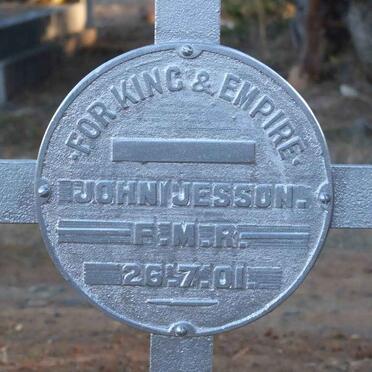 ·FOR KING & EMPIRE·
JOHN JESSON.
F.M.R.
26.7.01.